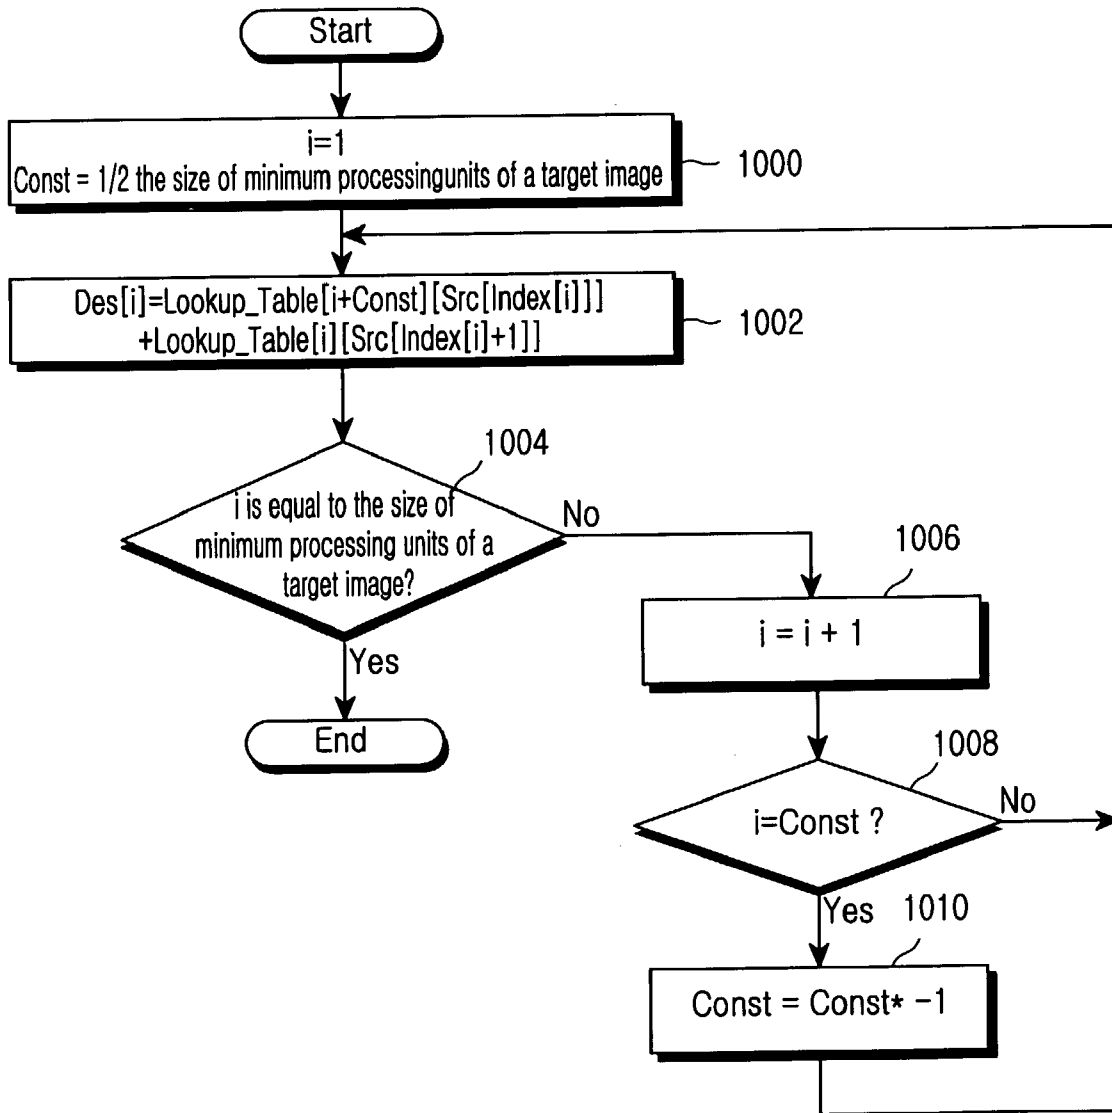 Start
i=1
Const = 1/2 the size of minimum processingunits of a target image
1000
Des[i]=Lookup_Table[i+Const][Src[Index[i]]]
+Lookup_Table[i][Src[Index[i]+1]]
1002
1004
i is equal to the size of
minimum processing units of a
target image?
No
Yes
End
1006
i = i + 1
1008
i=Const ?
No
Yes
1010
Const = Const* -1